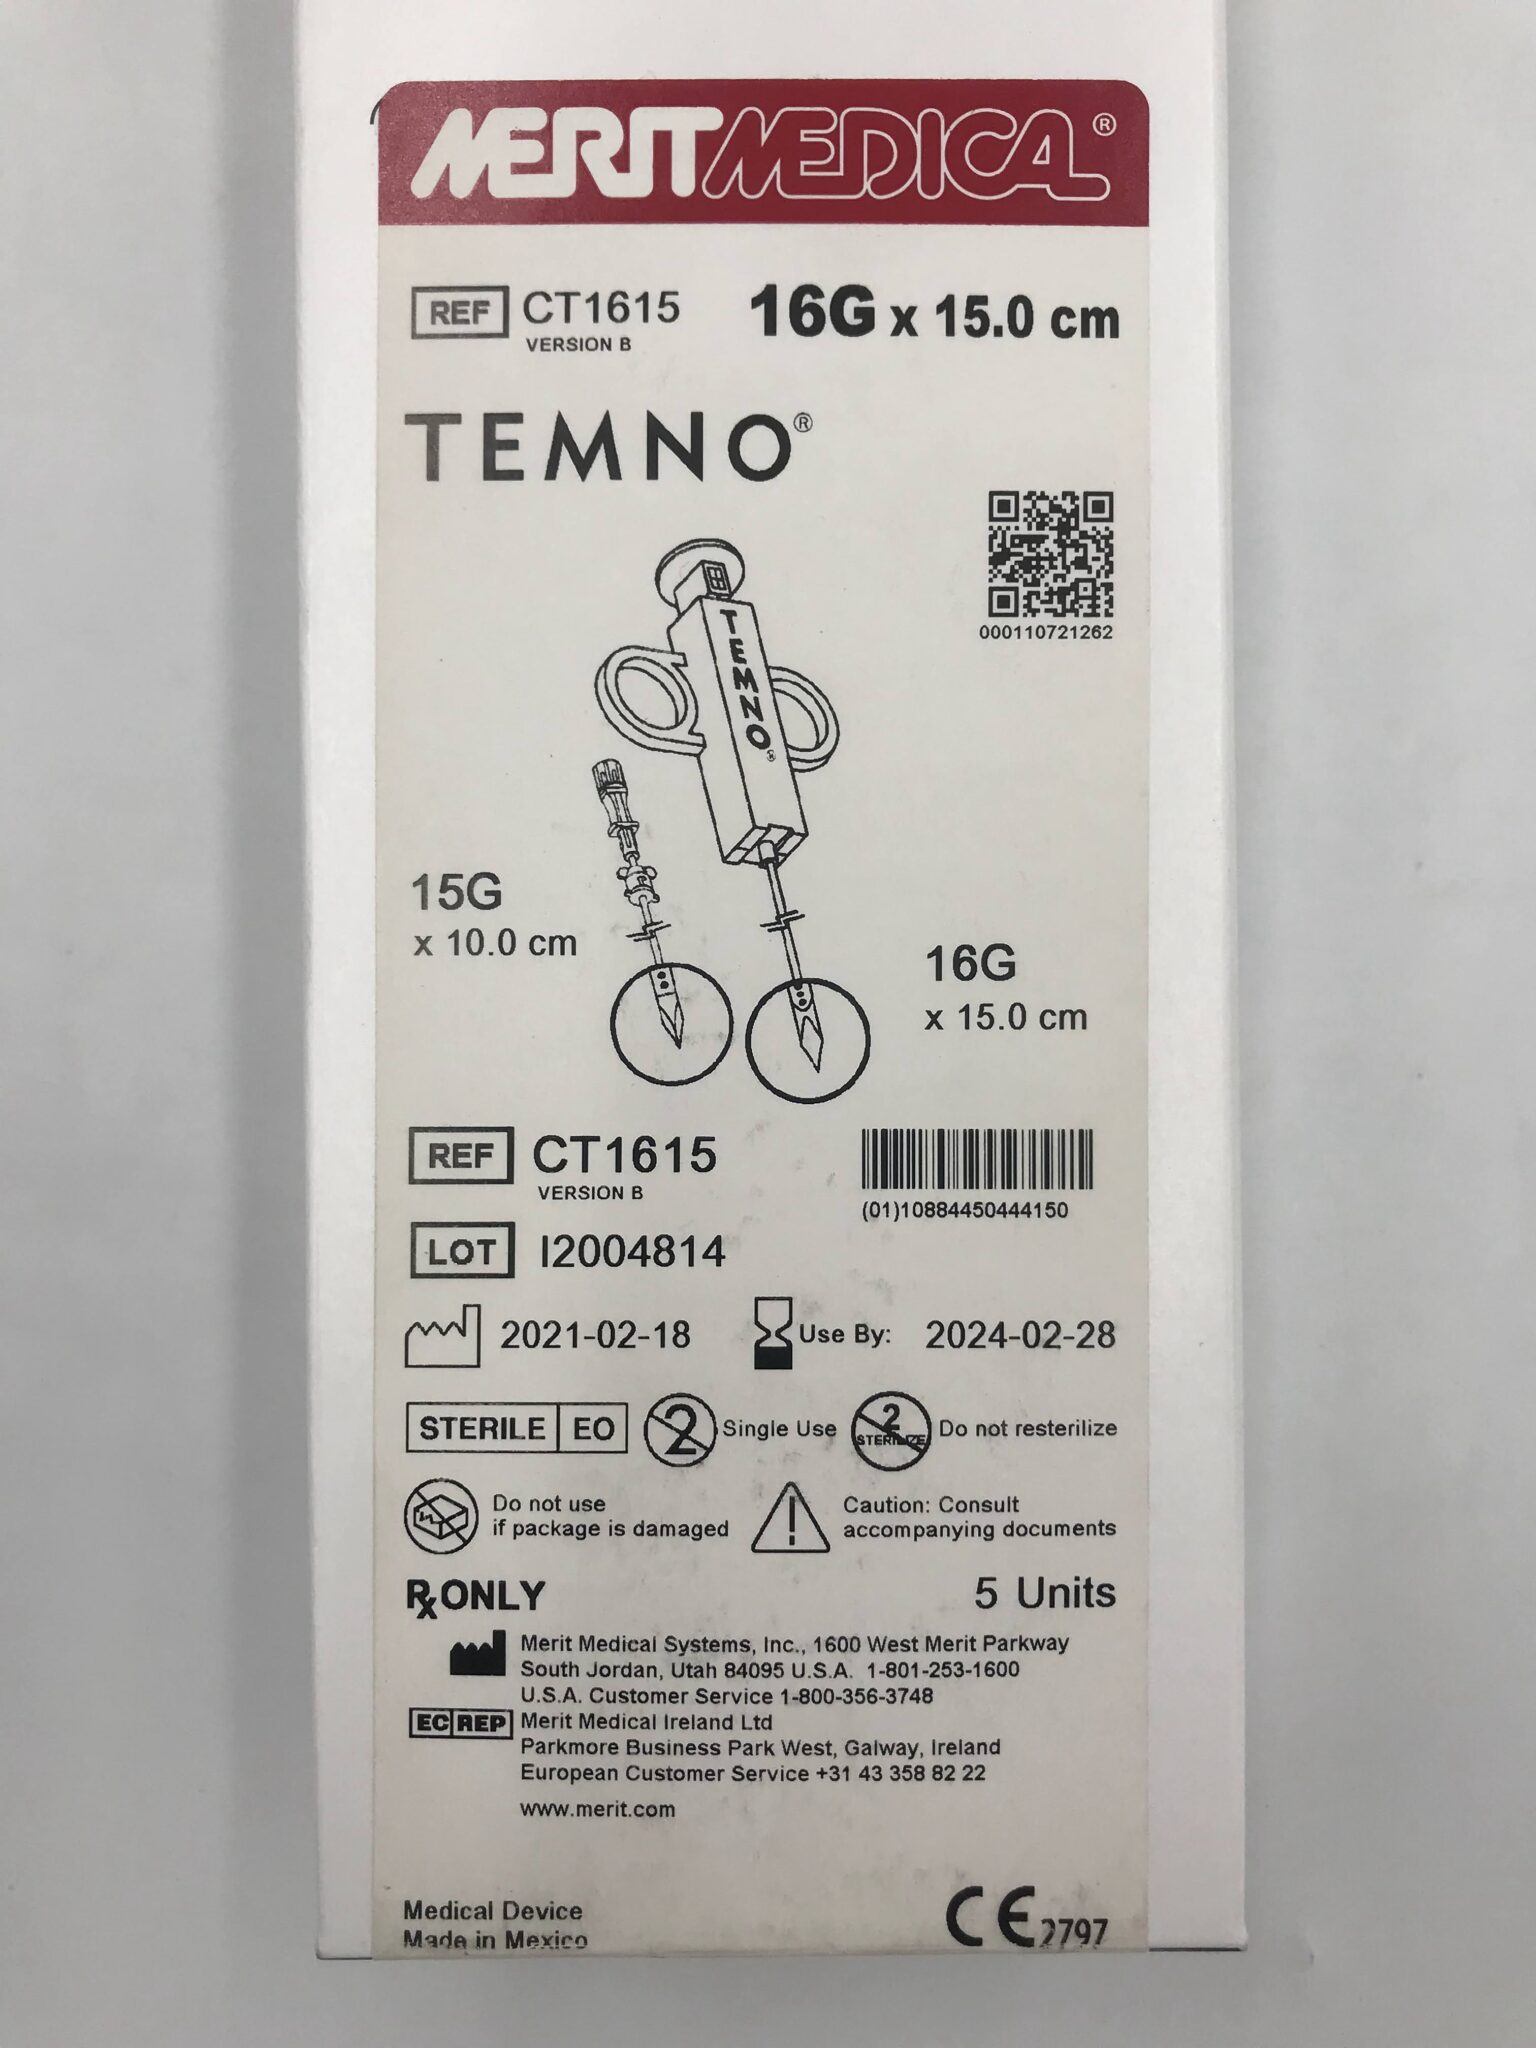 MERITMEDICAL®
REF CT1615 16G x 15.0 cm
VERSION B
TEMNO®
000110721262
TEMNO®
15G
x 10.0 cm
16G
x 15.0 cm
REF CT1615
VERSION B
(01)10884450444150
LOT I2004814
2021-02-18 Use By: 2024-02-28
STERILE EO 2 Single Use 2 STERILIZE Do not resterilize
Do not use
if package is damaged
Caution: Consult
accompanying documents
RxONLY 5 Units
Merit Medical Systems, Inc., 1600 West Merit Parkway
South Jordan, Utah 84095 U.S.A. 1-801-253-1600
U.S.A. Customer Service 1-800-356-3748
EC REP Merit Medical Ireland Ltd
Parkmore Business Park West, Galway, Ireland
European Customer Service +31 43 358 82 22
www.merit.com
Medical Device
Made in Mexico
CE 2797